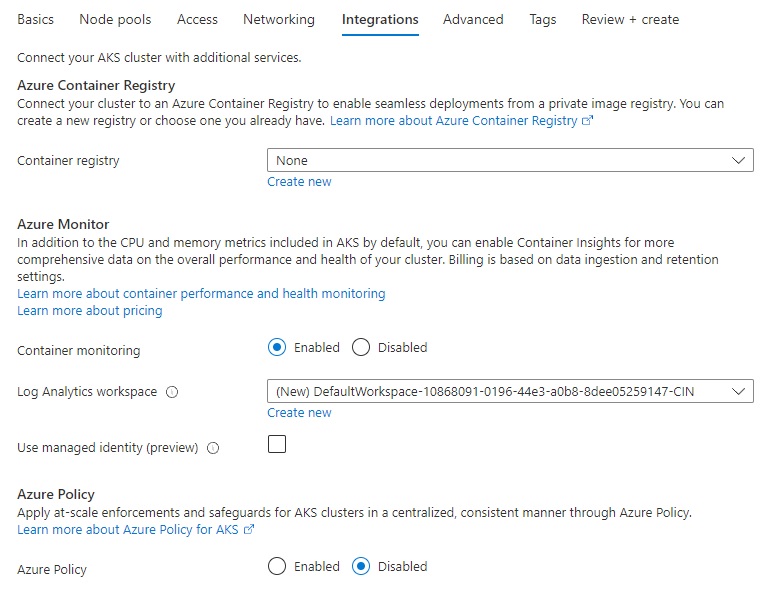 Basics Node pools Access Networking Integrations Advanced Tags Review + create
Connect your AKS cluster with additional services.
Azure Container Registry
Connect your cluster to an Azure Container Registry to enable seamless deployments from a private image registry. You can
create a new registry or choose one you already have. Learn more about Azure Container Registry
Container registry None
Create new
Azure Monitor
In addition to the CPU and memory metrics included in AKS by default, you can enable Container Insights for more
comprehensive data on the overall performance and health of your cluster. Billing is based on data ingestion and retention
settings.
Learn more about container performance and health monitoring
Learn more about pricing
Container monitoring Enabled Disabled
Log Analytics workspace (New) DefaultWorkspace-10868091-0196-44e3-a0b8-8dee05259147-CIN
Create new
Use managed identity (preview)
Azure Policy
Apply at-scale enforcements and safeguards for AKS clusters in a centralized, consistent manner through Azure Policy.
Learn more about Azure Policy for AKS
Azure Policy Enabled Disabled